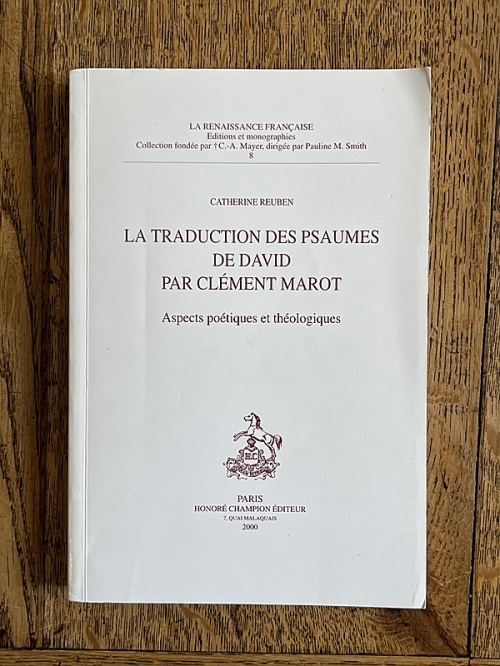 LA RENAISSANCE FRANÇAISE
Editions et monographies
Collection fondée par †C.-A. Mayer, dirigée par Pauline M. Smith
8
CATHERINE REUBEN
LA TRADUCTION DES PSAUMES
DE DAVID
PAR CLÉMENT MAROT
Aspects poétiques et théologiques
H.C
PARIS
HONORÉ CHAMPION ÉDITEUR
7, QUAI MALAQUAIS
2000